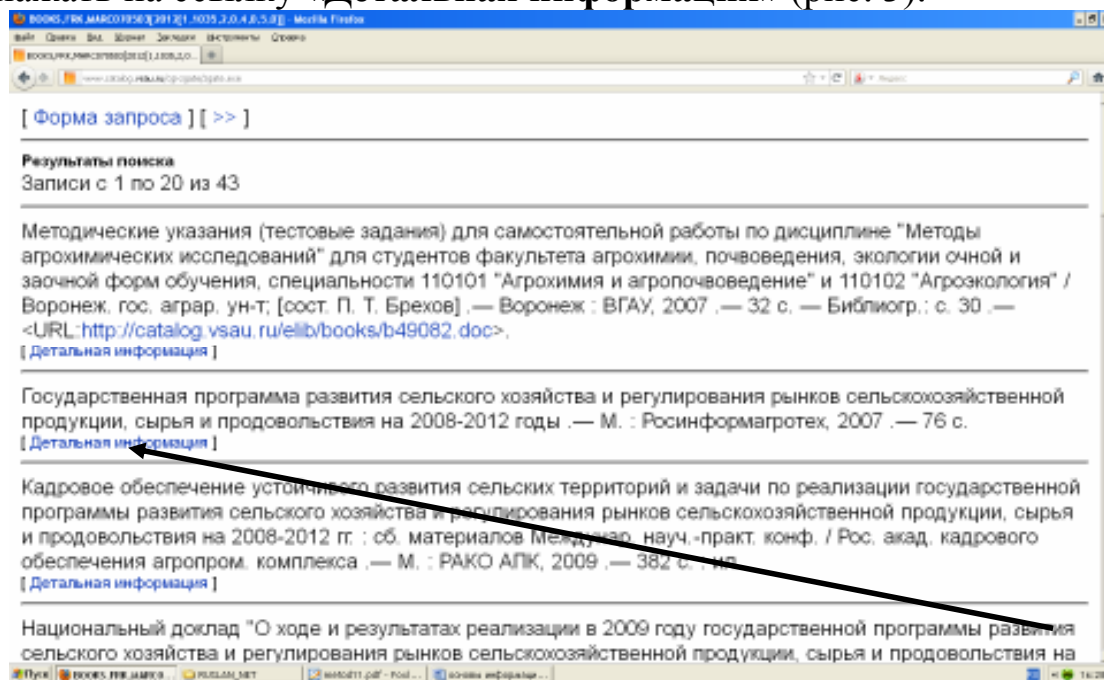 нажать на ссылку «Детальная информация» (рис. 3).
- Mozilla Firefox
[ Форма запроса ] [ >> ]
Результаты поиска
Записи с 1 по 20 из 43
Методические указания (тестовые задания) для самостоятельной работы по дисциплине "Методы
агрохимических исследований" для студентов факультета агрохимии, почвоведения, экологии очной и
заочной форм обучения, специальности 110101 "Агрохимия и агропочвоведение" и 110102 "Агроэкология" /
Воронеж. гос. аграр. ун-т; [сост. П. Т. Брехов] .— Воронеж : ВГАУ, 2007 .— 32 с. — Библиогр.: с. 30 .—
<URL:http://catalog.vsau.ru/elib/books/b49082.doc>.
[ Детальная информация ]
Государственная программа развития сельского хозяйства и регулирования рынков сельскохозяйственной
продукции, сырья и продовольствия на 2008-2012 годы .— М. : Росинформагротех, 2007 .— 76 с.
[ Детальная информация ]
Кадровое обеспечение устойчивого развития сельских территорий и задачи по реализации государственной
программы развития сельского хозяйства и регулирования рынков сельскохозяйственной продукции, сырья
и продовольствия на 2008-2012 гг. : сб. материалов Междунар. науч.-практ. конф. / Рос. акад. кадрового
обеспечения агропром. комплекса .— М. : РАКО АПК, 2009 .— 382 с. : ил
[ Детальная информация ]
Национальный доклад "О ходе и результатах реализации в 2009 году государственной программы развития
сельского хозяйства и регулирования рынков сельскохозяйственной продукции, сырья и продовольствия на
Пуск
RUSLAN_NET
16:28